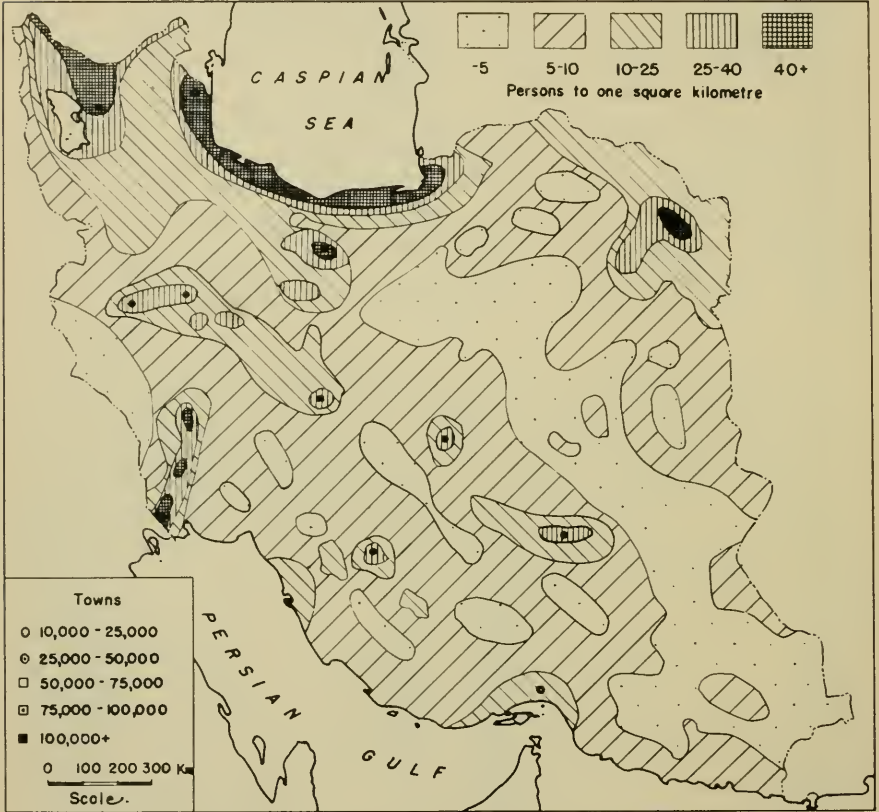 CASPIAN
SEA
-5 5-10 10-25 25-40 40+
Persons to one square kilometre
Towns
10,000 - 25,000
25,000 - 50,000
50,000 - 75,000
75,000 - 100,000
100,000+
0 100 200 300 K
Scale.
PERSIAN
GULF